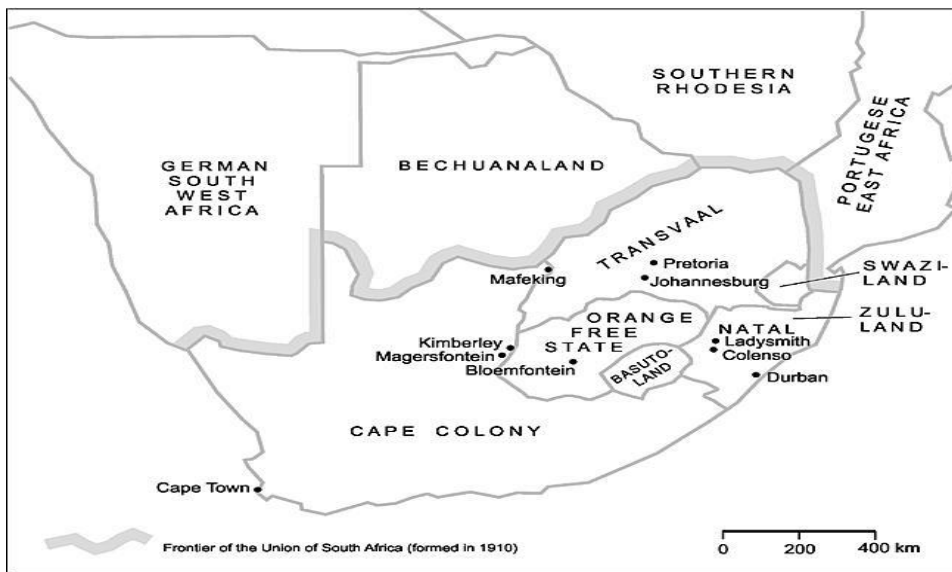 SOUTHERN
RHODESIA
PORTUGESE
EAST AFRICA
GERMAN
SOUTH
WEST
AFRICA
BECHUANALAND
TRANSVAAL
Pretoria
Johannesburg
Mafeking
SWAZI-
LAND
ZULU-
LAND
ORANGE
FREE
STATE
NATAL
Ladysmith
Colenso
Kimberley
Magersfontein
Bloemfontein
BASUTO-
LAND
Durban
CAPE COLONY
Cape Town
Frontier of the Union of South Africa (formed in 1910)
0 200 400 km